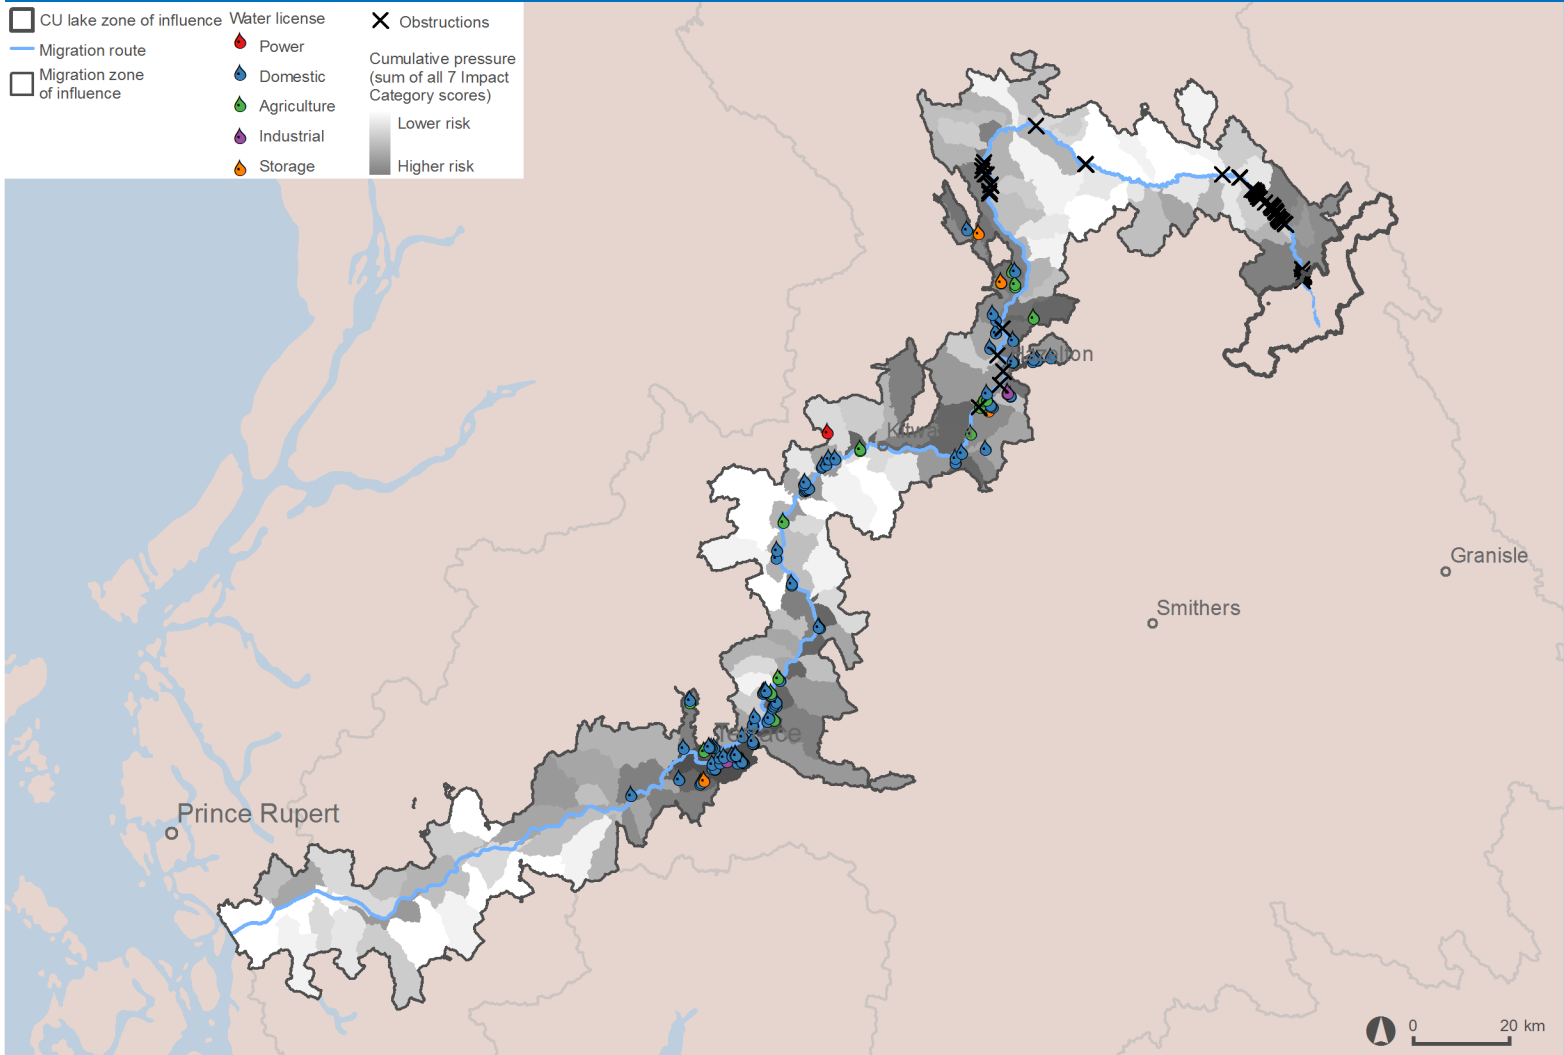 CU lake zone of influence
Migration route
Migration zone
of influence
Water license
Power
Domestic
Agriculture
Industrial
Storage
Obstructions
Cumulative pressure
(sum of all 7 Impact
Category scores)
Lower risk
Higher risk
Granisle
Smithers
Terrace
Prince Rupert
0 20 km